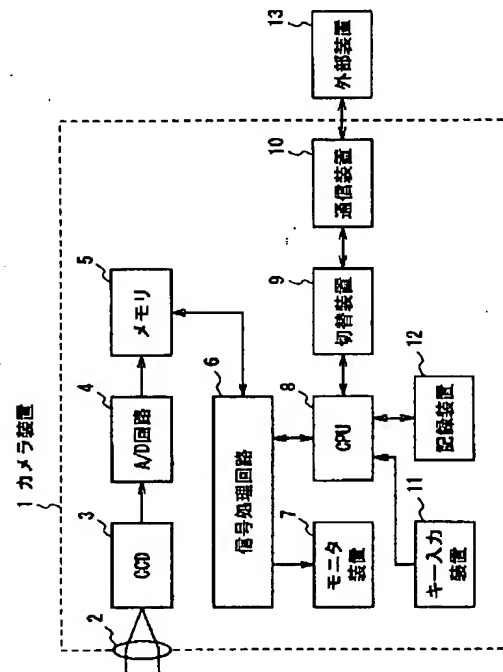 1 カメラ装置
2
3
CCD
4
A/D回路
5
メモリ
6
信号処理回路
7
モニタ
装置
8
CPU
9
切替装置
10
通信装置
11
キー入力
装置
12
記録装置
13
外部装置